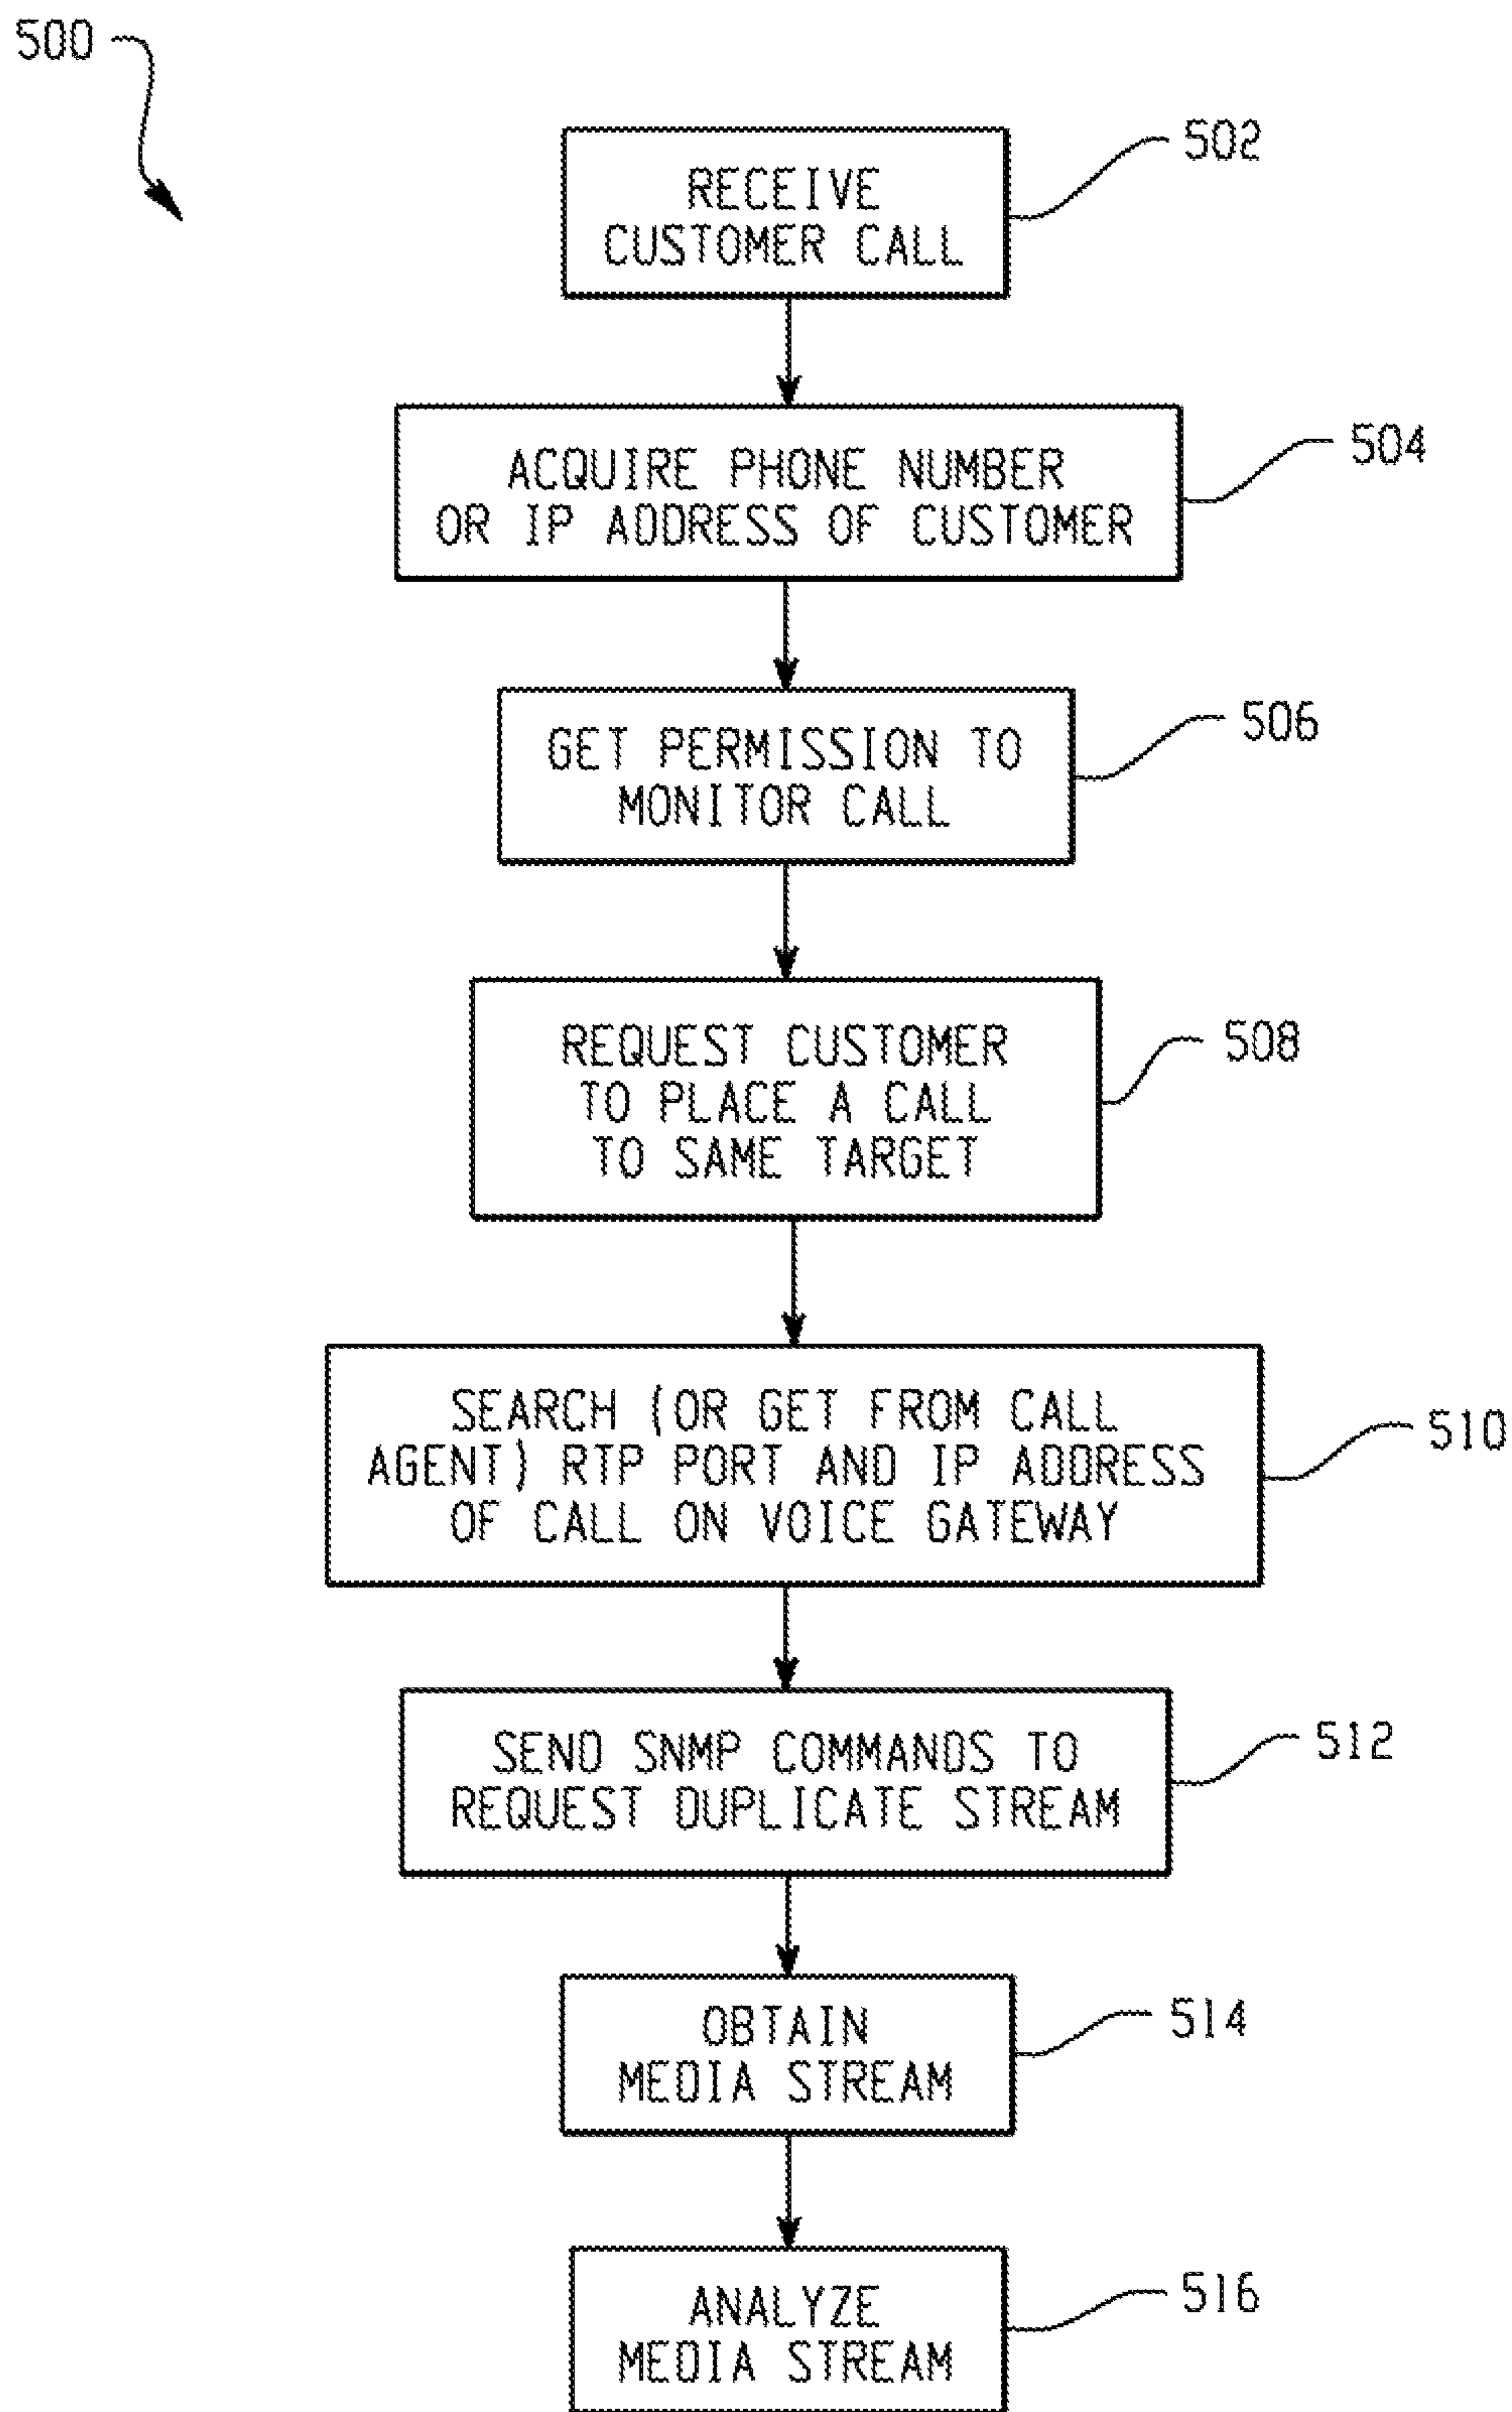 500
502
RECEIVE
CUSTOMER CALL
504
ACQUIRE PHONE NUMBER
OR IP ADDRESS OF CUSTOMER
506
GET PERMISSION TO
MONITOR CALL
508
REQUEST CUSTOMER
TO PLACE A CALL
TO SAME TARGET
510
SEARCH (OR GET FROM CALL
AGENT) RTP PORT AND IP ADDRESS
OF CALL ON VOICE GATEWAY
512
SEND SNMP COMMANDS TO
REQUEST DUPLICATE STREAM
514
OBTAIN
MEDIA STREAM
516
ANALYZE
MEDIA STREAM